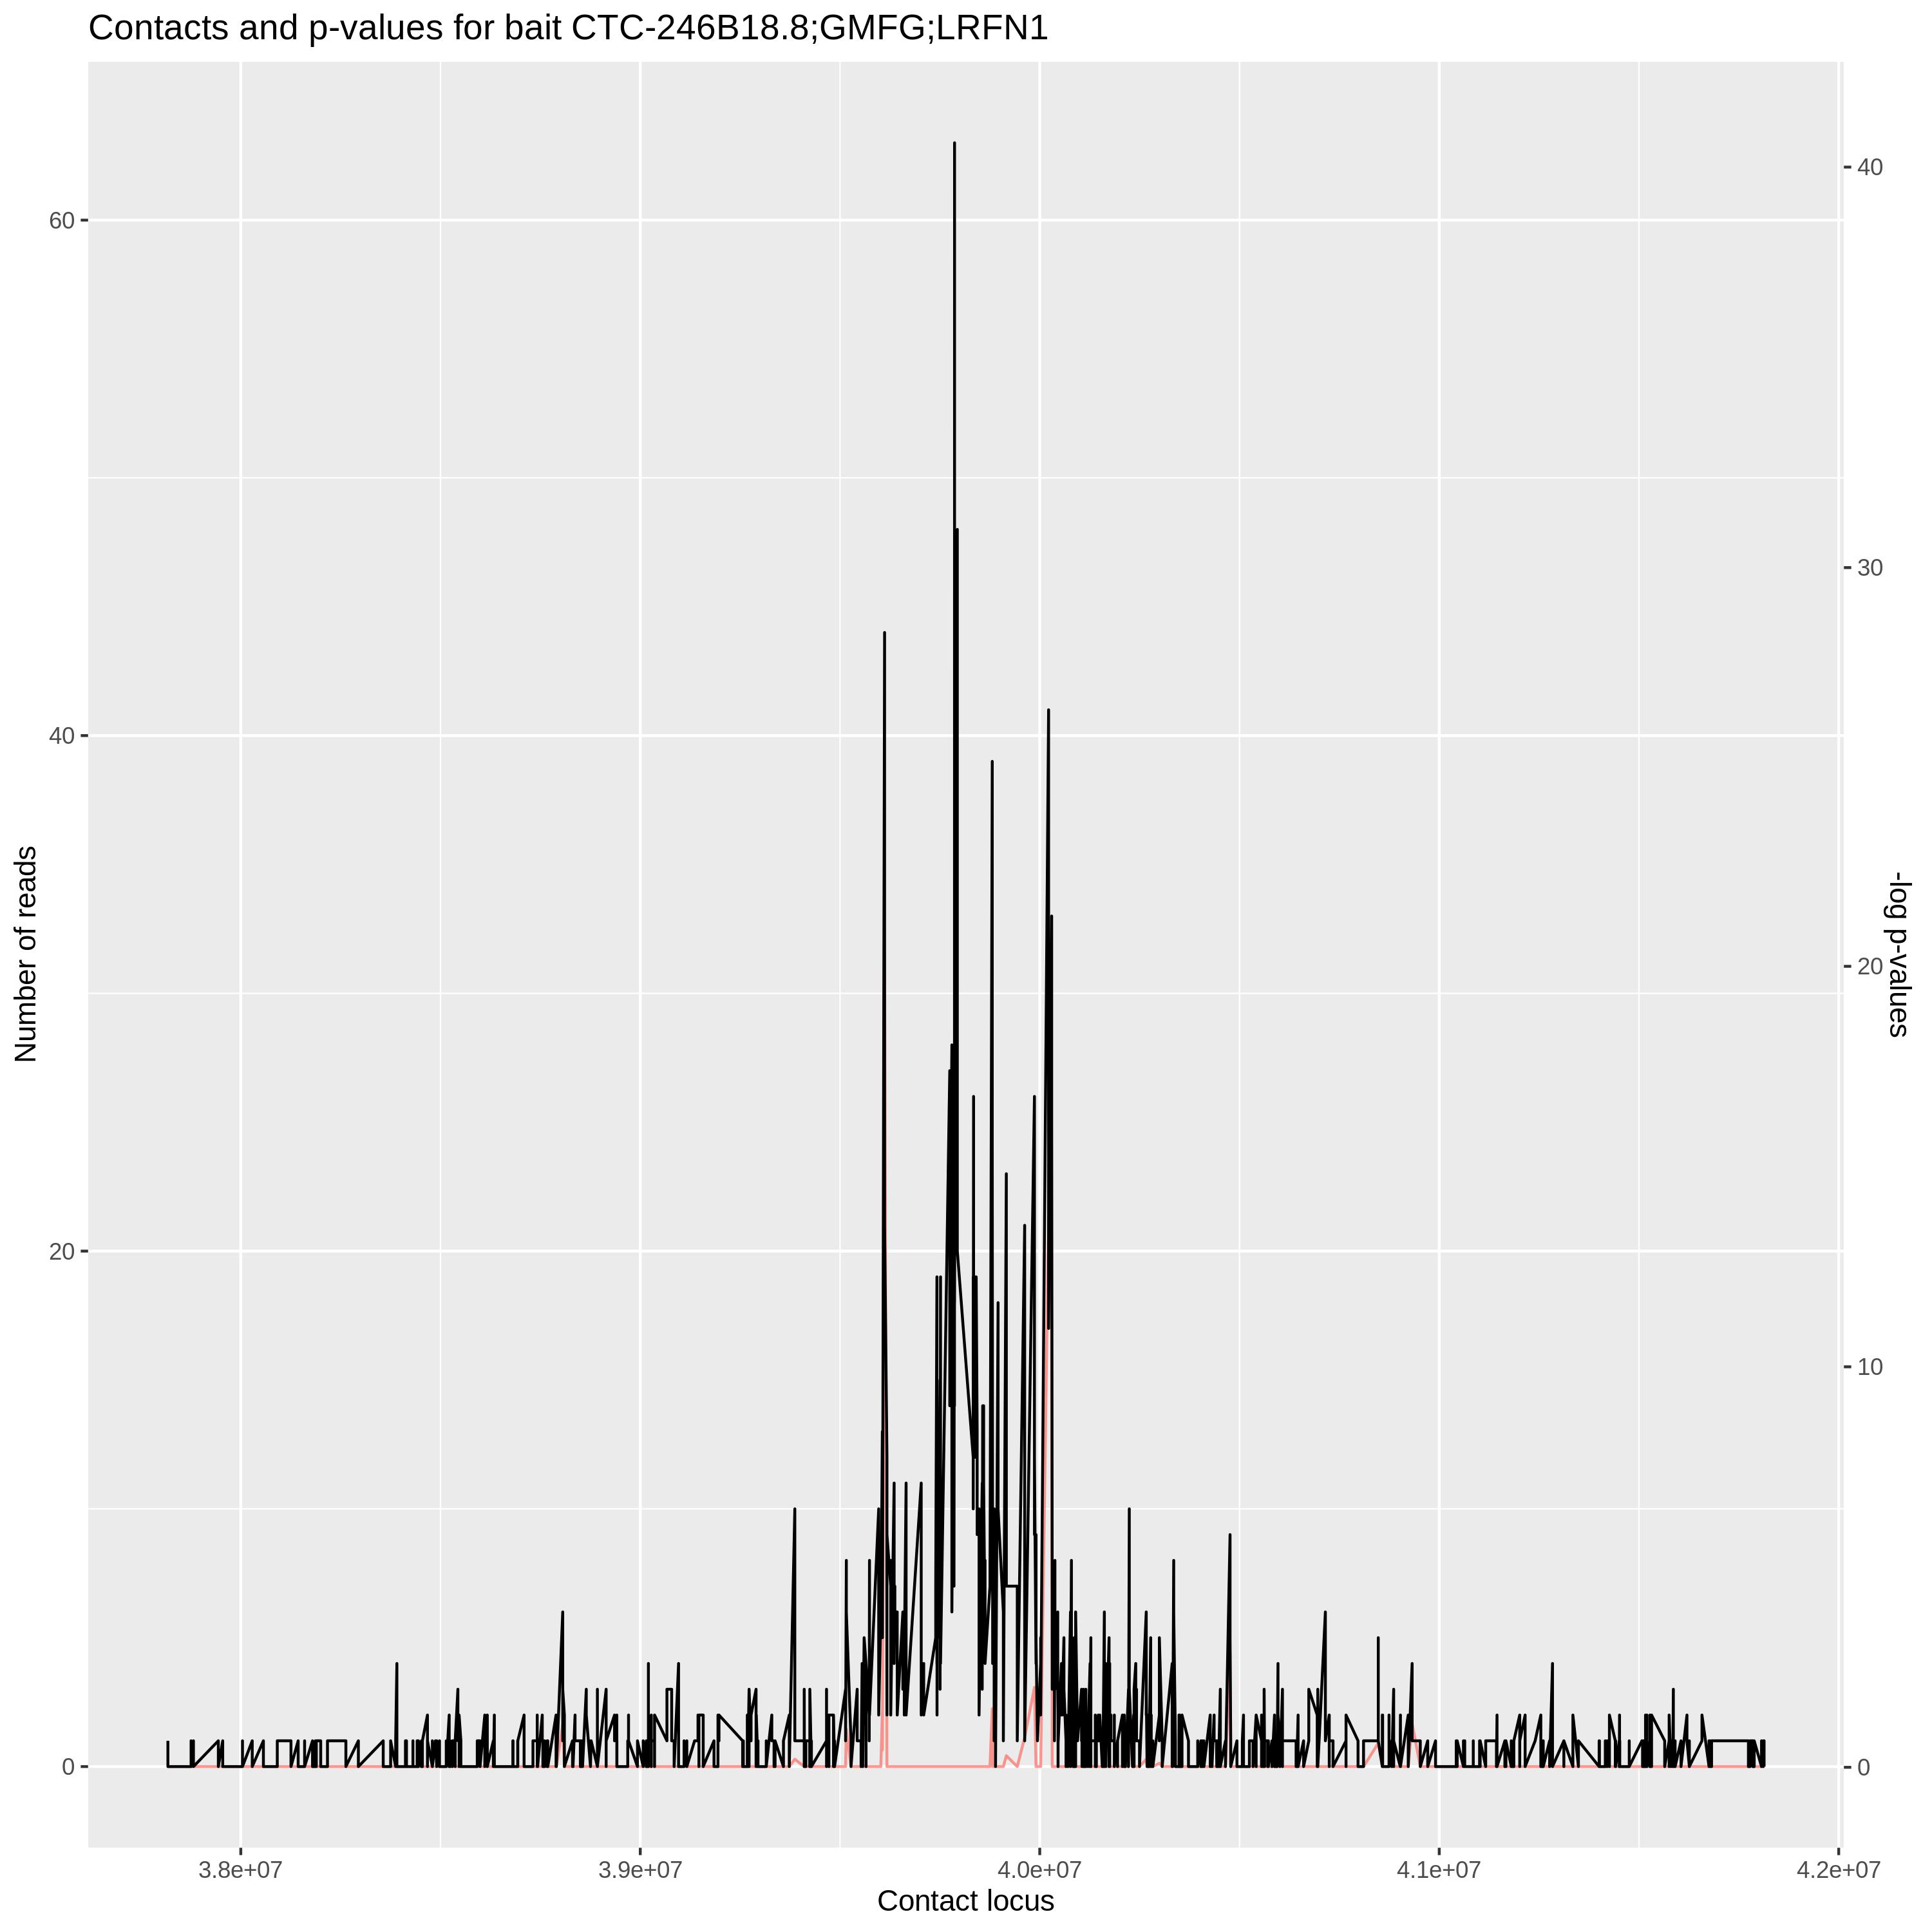 Contacts and p-values for bait CTC-246B18.8;GMFG;LRFN1
60
40
20
0
Number of reads
40
30
20
10
0
-log p-values
3.8e+07
3.9e+07
4.0e+07
4.1e+07
4.2e+07
Contact locus